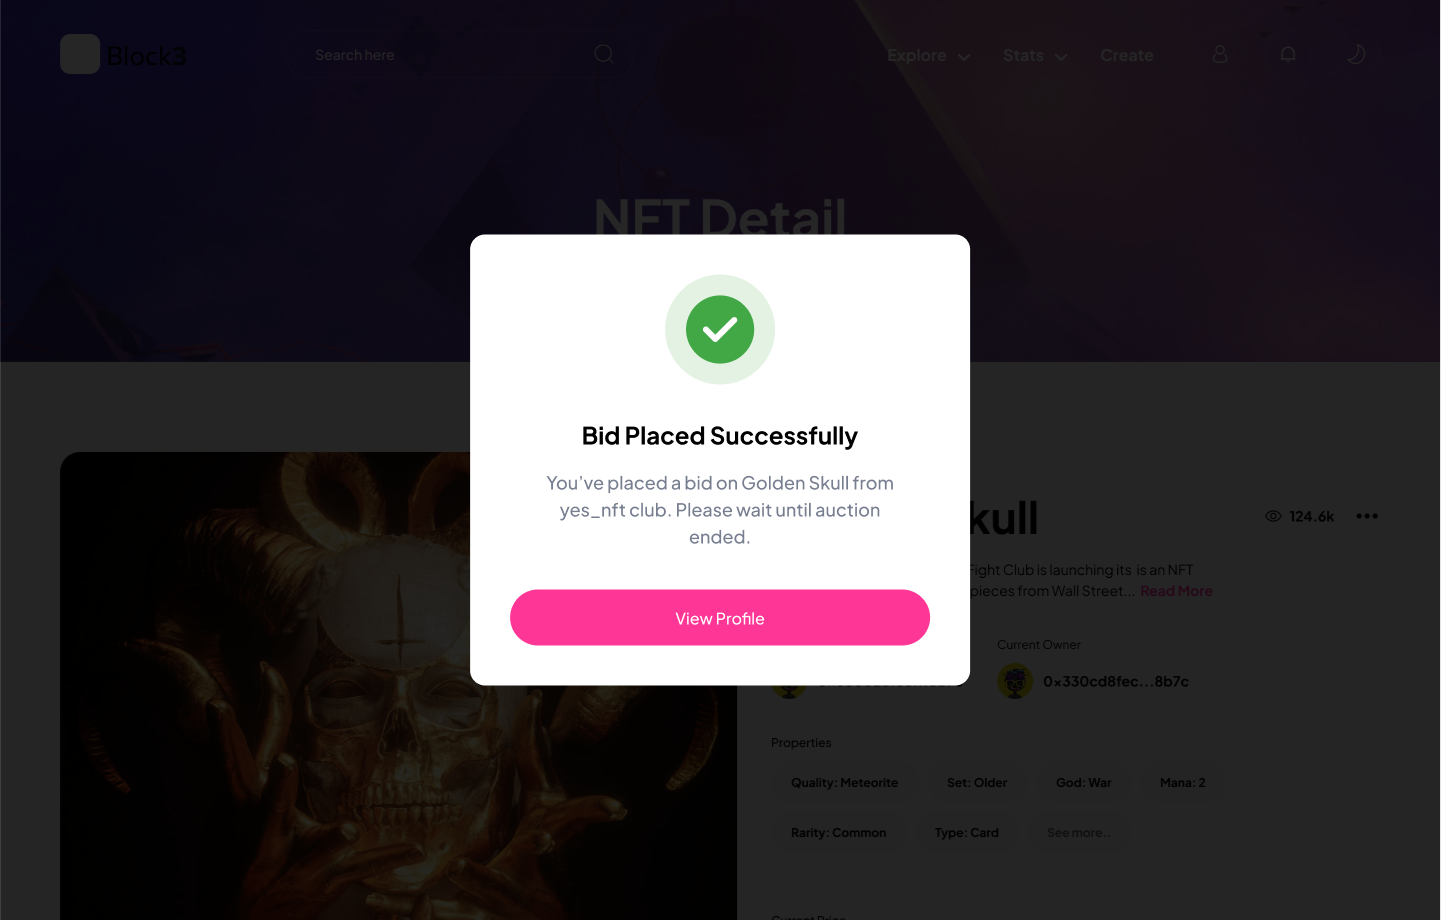 Block3
Search here
Explore
Stats
Create
NFT Detail
Bid Placed Successfully
You've placed a bid on Golden Skull from
yes_nft club. Please wait until auction
ended.
View Profile
kull
124.6k
Fight Club is launching its is an NFT
pieces from Wall Street... Read More
Current Owner
0x330cd8fec...8b7c
Properties
Quality: Meteorite
Set: Older
God: War
Mana: 2
Rarity: Common
Type: Card
See more..